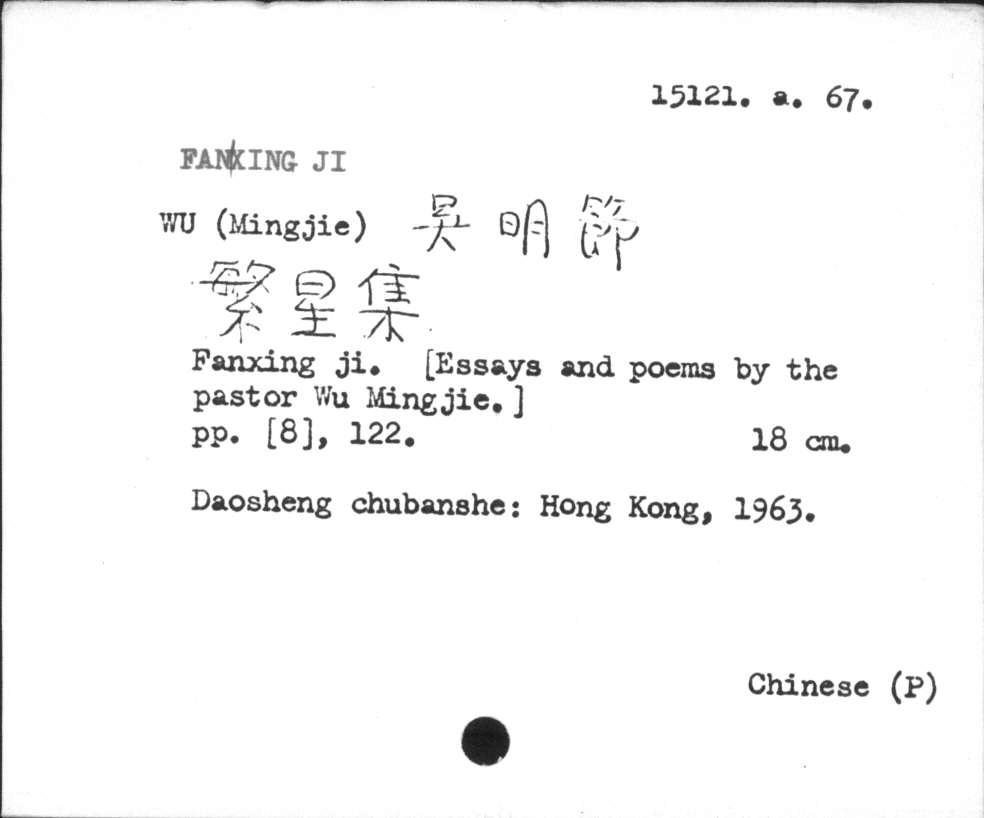 15121. a. 67.
FANXING JI
WU (Mingjie) 吳明節
繁星集
Fanxing ji. [Essays and poems by the
pastor Wu Mingjie.]
pp. [8], 122. 18 cm.
Daosheng chubanshe: Hong Kong, 1963.
Chinese (P)